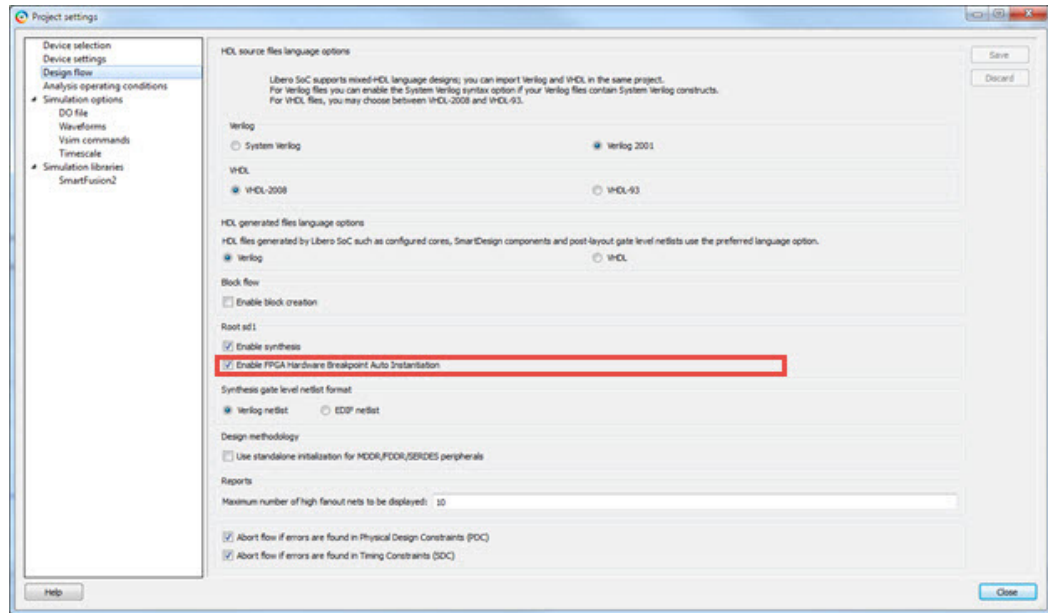 Project settings
Device selection
Device settings
Design flow
Analysis operating conditions
Simulation options
DO file
Waveforms
Vsim commands
Timescale
Simulation libraries
SmartFusion2
HDL source files language options
Libero SoC supports mixed-HDL language designs; you can import Verilog and VHDL in the same project.
For Verilog files you can enable the System Verilog syntax option if your Verilog files contain System Verilog constructs.
For VHDL files, you may choose between VHDL-2008 and VHDL-93.
Verilog
System Verilog
Verilog 2001
VHDL
VHDL-2008
VHDL-93
HDL generated files language options
HDL files generated by Libero SoC such as configured cores, SmartDesign components and post-layout gate level netlists use the preferred language option.
Verilog
VHDL
Block flow
Enable block creation
Root sd1
Enable synthesis
Enable FPGA Hardware Breakpoint Auto Instantiation
Synthesis gate level netlist format
Verilog netlist
EDIF netlist
Design methodology
Use standalone initialization for MDDR/FDDR/SERDES peripherals
Reports
Maximum number of high fanout nets to be displayed: 10
Abort flow if errors are found in Physical Design Constraints (PDC)
Abort flow if errors are found in Timing Constraints (SDC)
Save
Discard
Help
Close